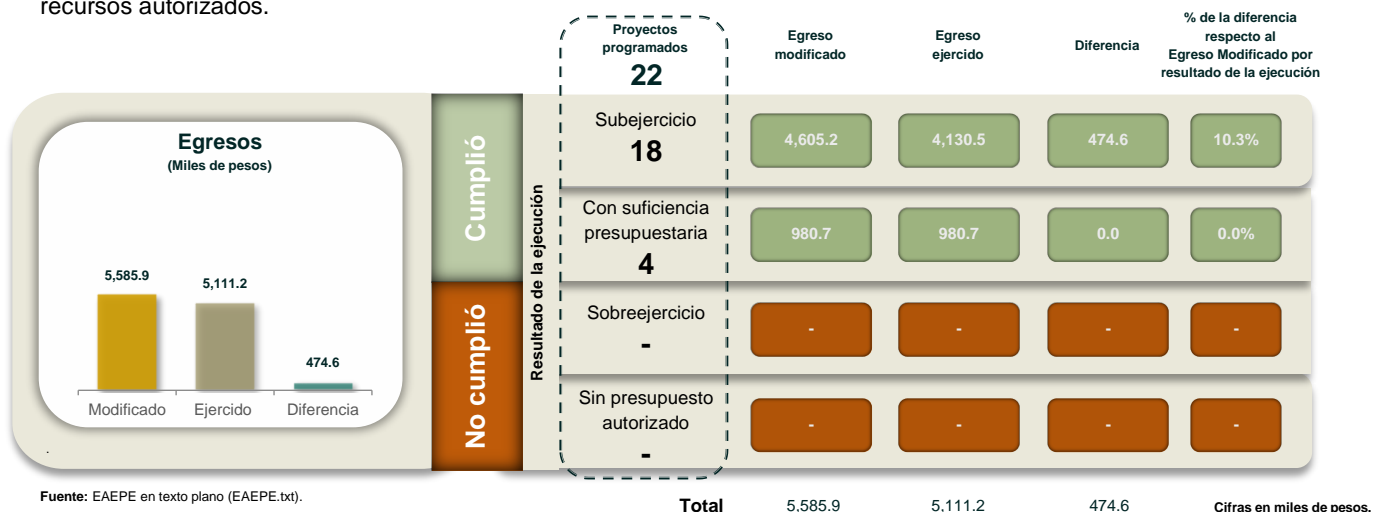 recursos autorizados.
Proyectos
programados
22
Egreso
modificado
Egreso
ejercido
Diferencia
% de la diferencia
respecto al
Egreso Modificado por
resultado de la ejecución
Egresos
(Miles de pesos)
5,585.9
5,111.2
474.6
Modificado
Ejercido
Diferencia
.
Cumplió
No cumplió
Resultado de la ejecución
Subejercicio
18
4,605.2
4,130.5
474.6
10.3%
Con suficiencia
presupuestaria
4
980.7
980.7
0.0
0.0%
Sobreejercicio
-
-
-
-
-
Sin presupuesto
autorizado
-
-
-
-
-
Fuente: EAEPE en texto plano (EAEPE.txt).
Total
5,585.9
5,111.2
474.6
Cifras en miles de pesos.